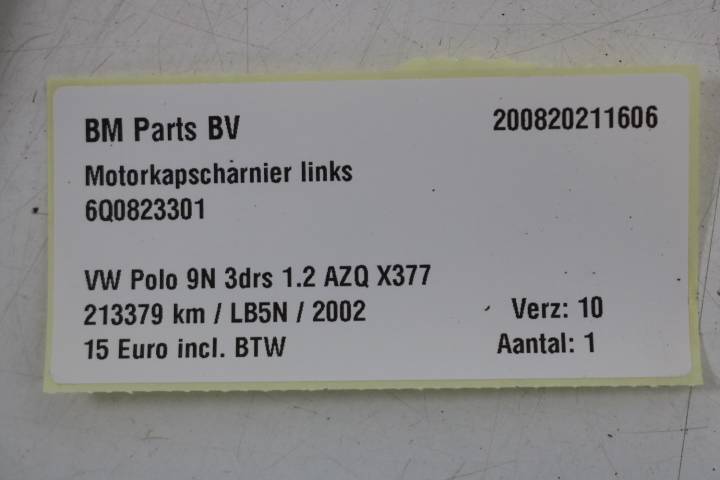 BM Parts BV 200820211606
Motorkapscharnier links
6Q0823301
VW Polo 9N 3drs 1.2 AZQ X377
213379 km / LB5N / 2002 Verz: 10
15 Euro incl. BTW Aantal: 1